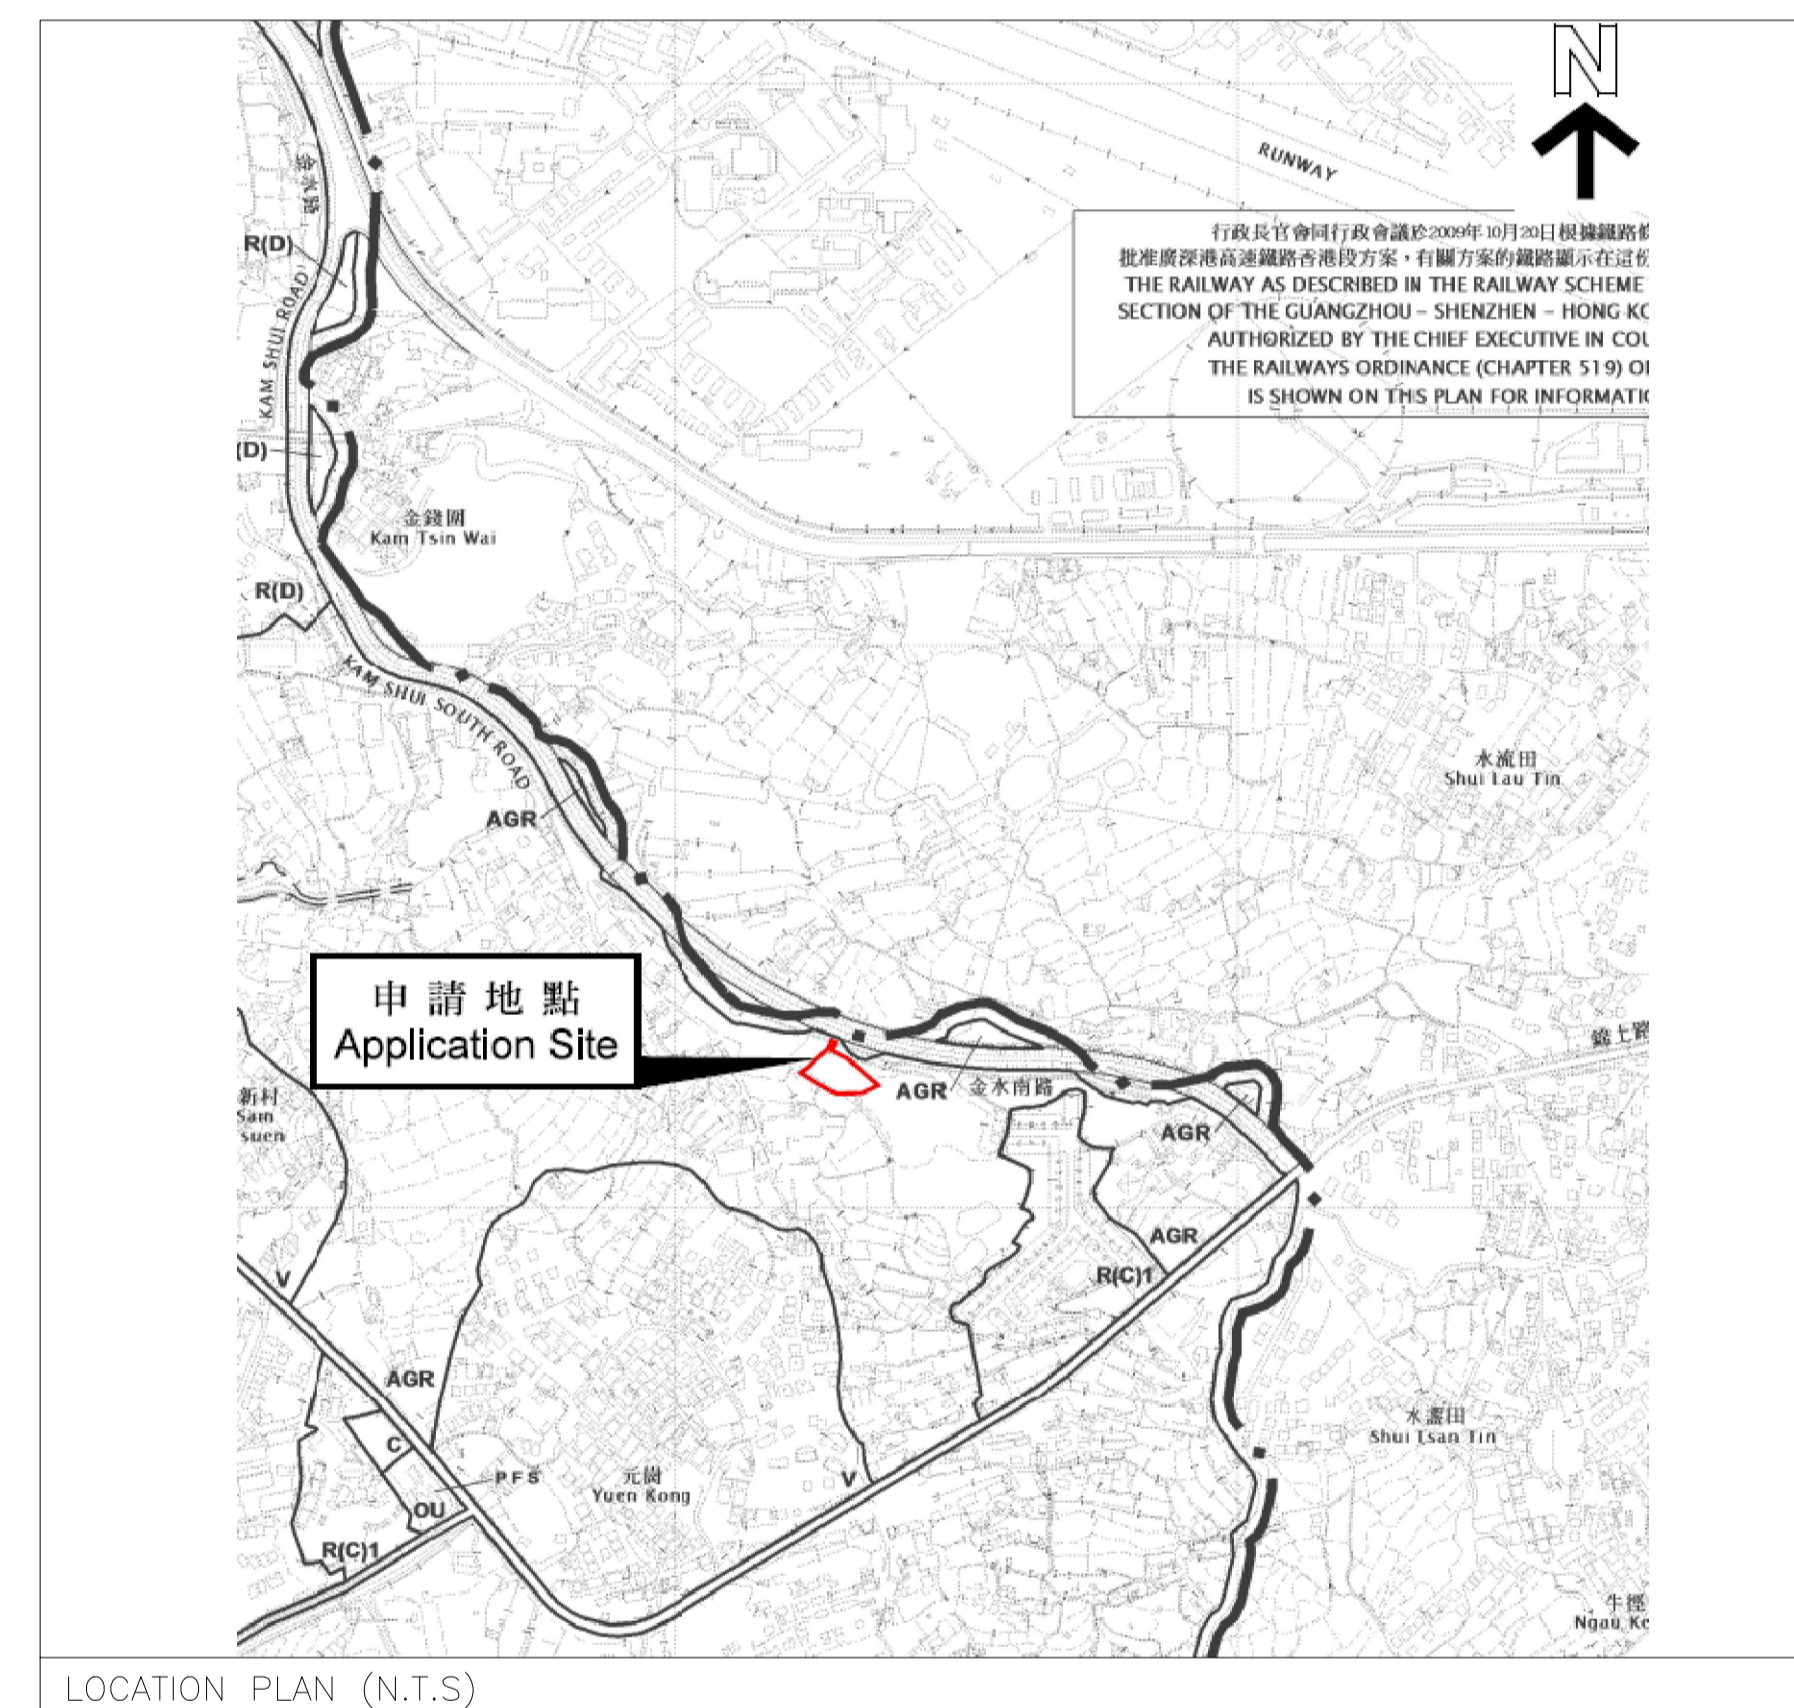 N
RUNWAY
行政長官會同行政會議於2009年10月20日根據鐵路條
批准廣深港高速鐵路香港段方案，有關方案的鐵路顯示在這份
THE RAILWAY AS DESCRIBED IN THE RAILWAY SCHEME
SECTION OF THE GUANGZHOU – SHENZHEN – HONG KO
AUTHORIZED BY THE CHIEF EXECUTIVE IN COU
THE RAILWAYS ORDINANCE (CHAPTER 519) O
IS SHOWN ON THIS PLAN FOR INFORMATIO
金水路
R(D)
KAM SHUI ROAD
(D)
金錢圍
Kam Tsin Wai
R(D)
KAM SHUI SOUTH ROAD
水流田
Shui Lau Tin
AGR
申請地點
Application Site
錦上路
AGR
金水南路
新村
Sam
suen
AGR
AGR
V
R(C)1
AGR
水盞田
Shui Tsan Tin
C
PFS
元崗
Yuen Kong
V
OU
R(C)1
牛徑
Ngau Ke
LOCATION PLAN (N.T.S)